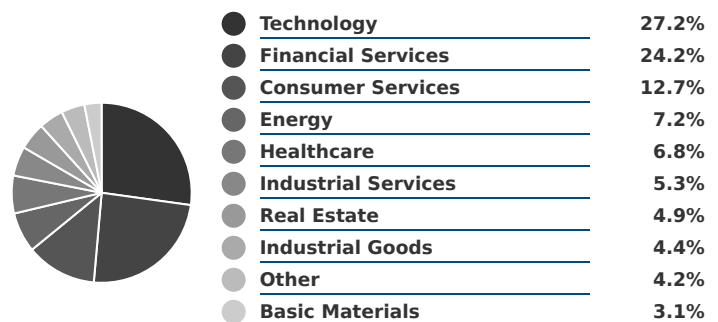 Technology 27.2%
Financial Services 24.2%
Consumer Services 12.7%
Energy 7.2%
Healthcare 6.8%
Industrial Services 5.3%
Real Estate 4.9%
Industrial Goods 4.4%
Other 4.2%
Basic Materials 3.1%